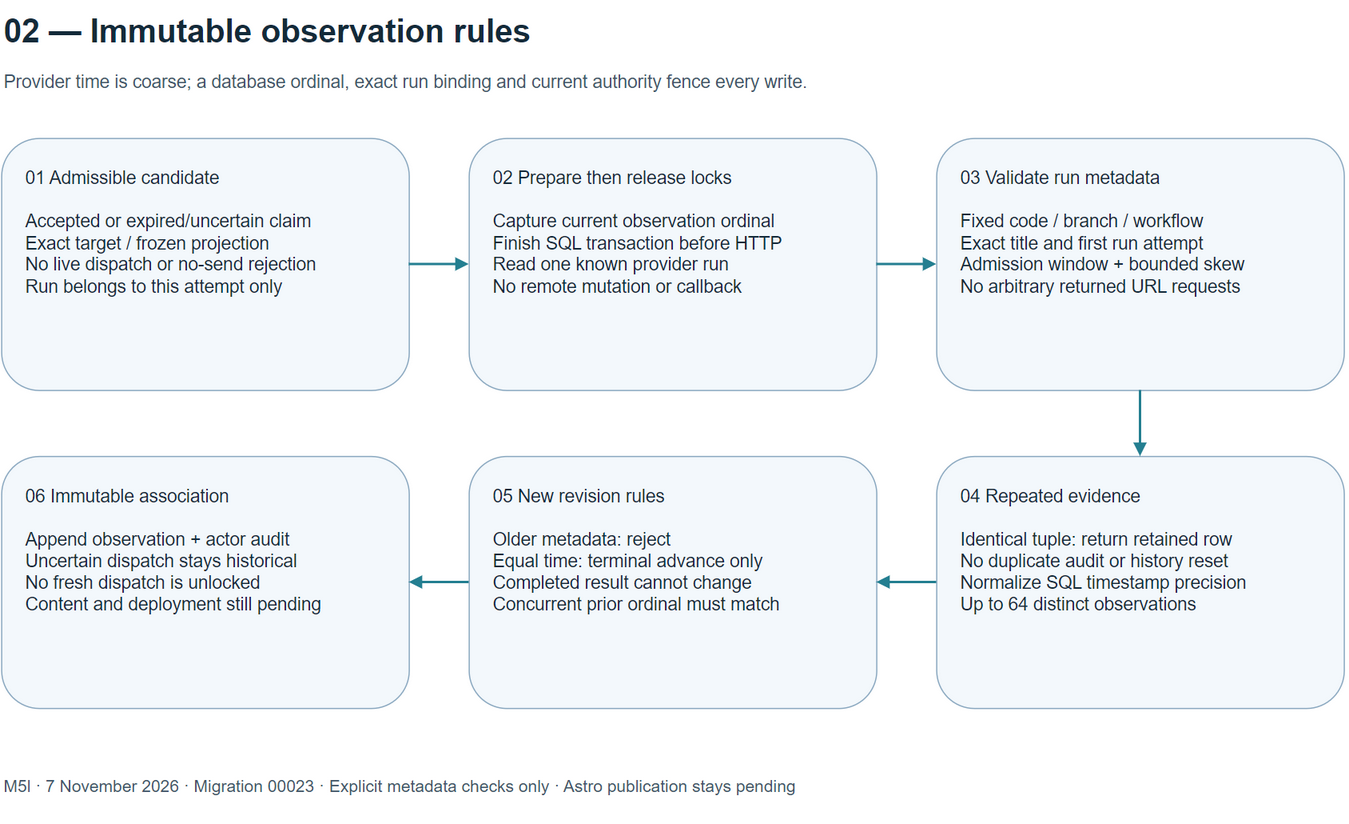 02 — Immutable observation rules
Provider time is coarse; a database ordinal, exact run binding and current authority fence every write.
01 Admissible candidate
Accepted or expired/uncertain claim
Exact target / frozen projection
No live dispatch or no-send rejection
Run belongs to this attempt only
02 Prepare then release locks
Capture current observation ordinal
Finish SQL transaction before HTTP
Read one known provider run
No remote mutation or callback
03 Validate run metadata
Fixed code / branch / workflow
Exact title and first run attempt
Admission window + bounded skew
No arbitrary returned URL requests
04 Repeated evidence
Identical tuple: return retained row
No duplicate audit or history reset
Normalize SQL timestamp precision
Up to 64 distinct observations
05 New revision rules
Older metadata: reject
Equal time: terminal advance only
Completed result cannot change
Concurrent prior ordinal must match
06 Immutable association
Append observation + actor audit
Uncertain dispatch stays historical
No fresh dispatch is unlocked
Content and deployment still pending
M5I · 7 November 2026 · Migration 00023 · Explicit metadata checks only · Astro publication stays pending